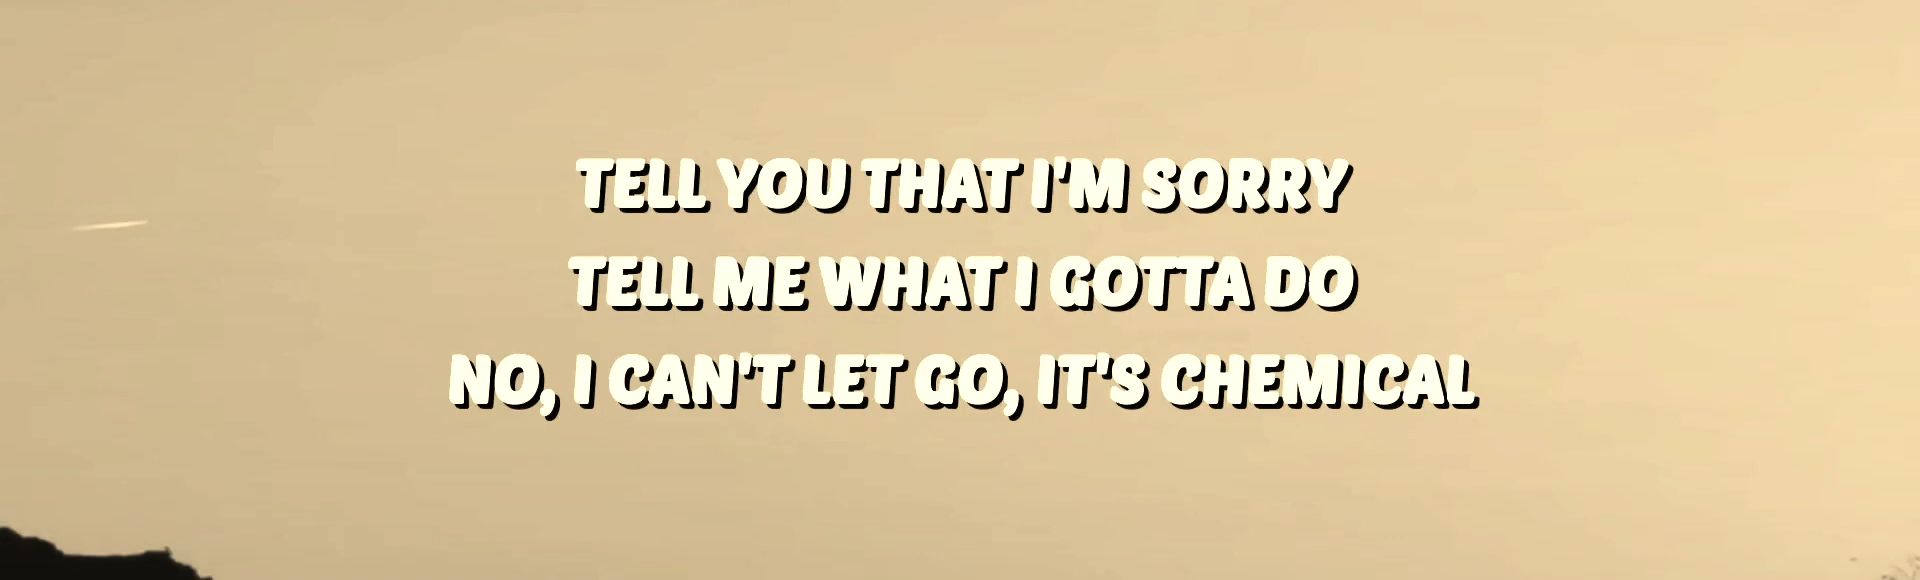 TELL YOU THAT I'M SORRY
TELL ME WHAT I GOTTA DO
NO, I CAN'T LET GO, IT'S CHEMICAL